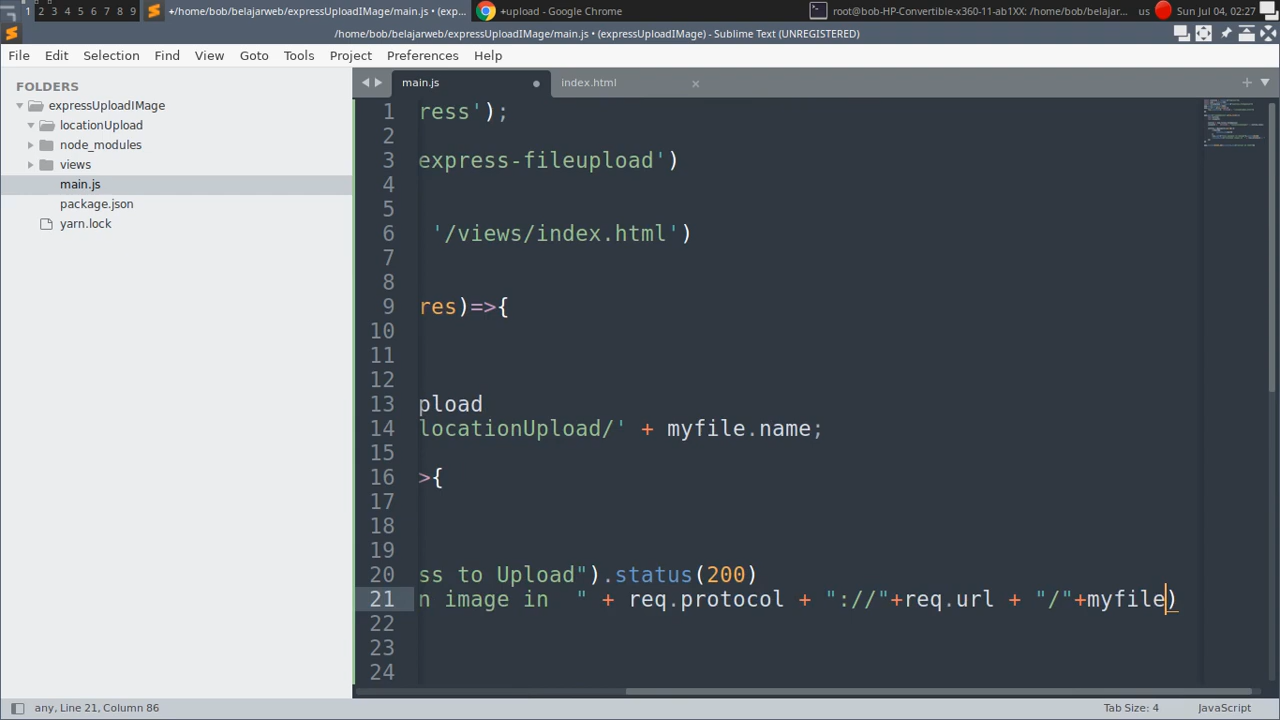 1 2 3 4 5 6 7 8 9 +/home/bob/belajarweb/expressUploadIMage/main.js • (exp... +upload - Google Chrome root@bob-HP-Convertible-x360-11-ab1XX: /home/bob/belajar... us Sun Jul 04, 02:27
/home/bob/belajarweb/expressUploadIMage/main.js • (expressUploadIMage) - Sublime Text (UNREGISTERED)
File Edit Selection Find View Goto Tools Project Preferences Help
FOLDERS
expressUploadIMage
locationUpload
node_modules
views
main.js
package.json
yarn.lock
main.js index.html
1 ress');
2
3 express-fileupload')
4
5
6 '/views/index.html')
7
8
9 res)=>{
10
11
12
13 pload
14 locationUpload/' + myfile.name;
15
16 >{
17
18
19
20 ss to Upload").status(200)
21 n image in  " + req.protocol + "://"+req.url + "/"+myfile)
22
23
24
any, Line 21, Column 86 Tab Size: 4 JavaScript